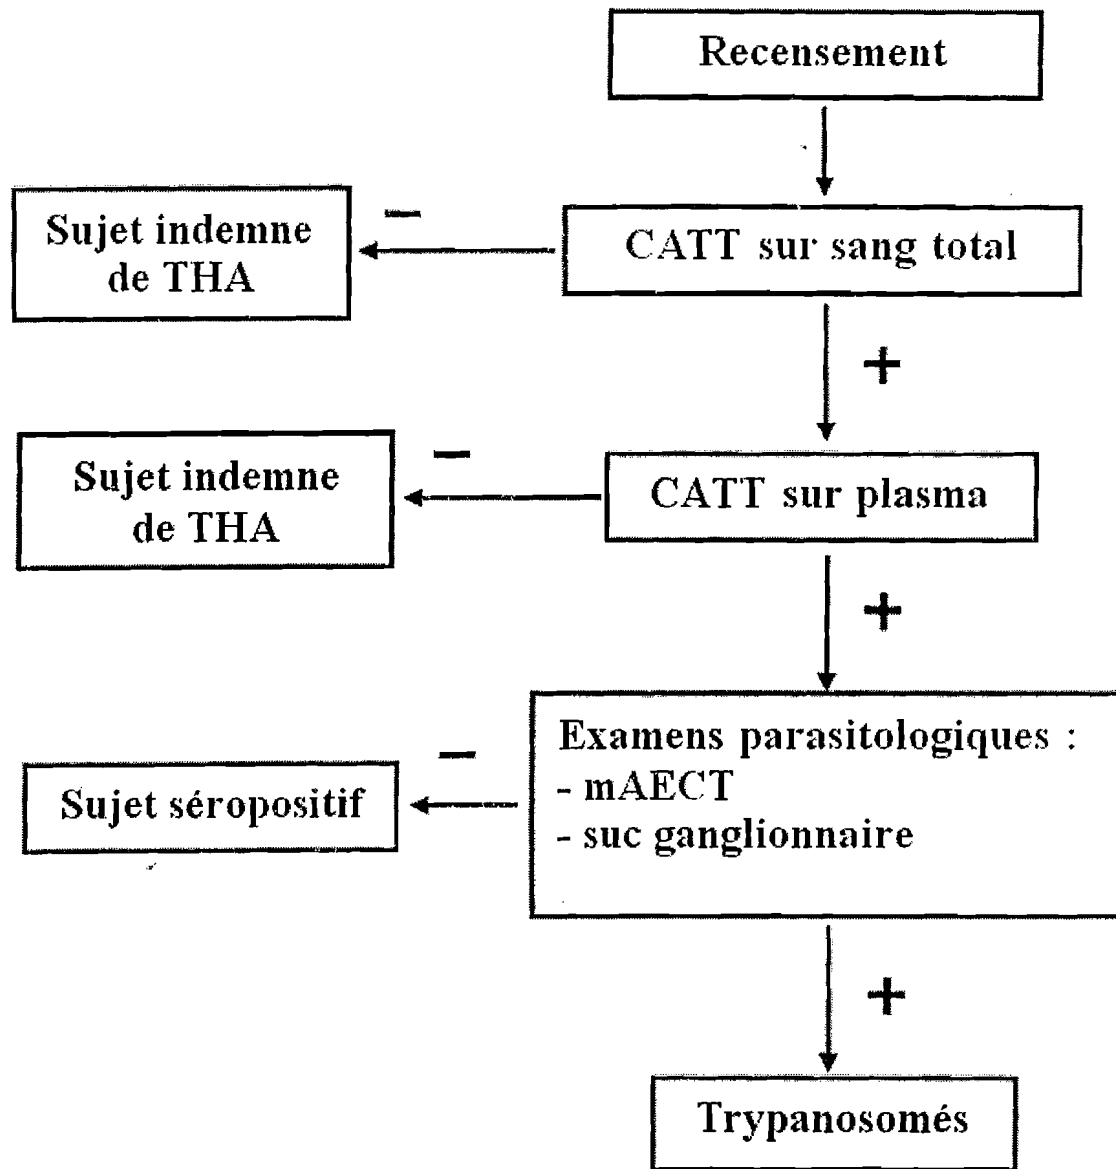 Recensement
−
Sujet indemne
de THA
CATT sur sang total
+
−
Sujet indemne
de THA
CATT sur plasma
+
−
Sujet séropositif
Examens parasitologiques :
- mAECT
- suc ganglionnaire
+
Trypanosomés